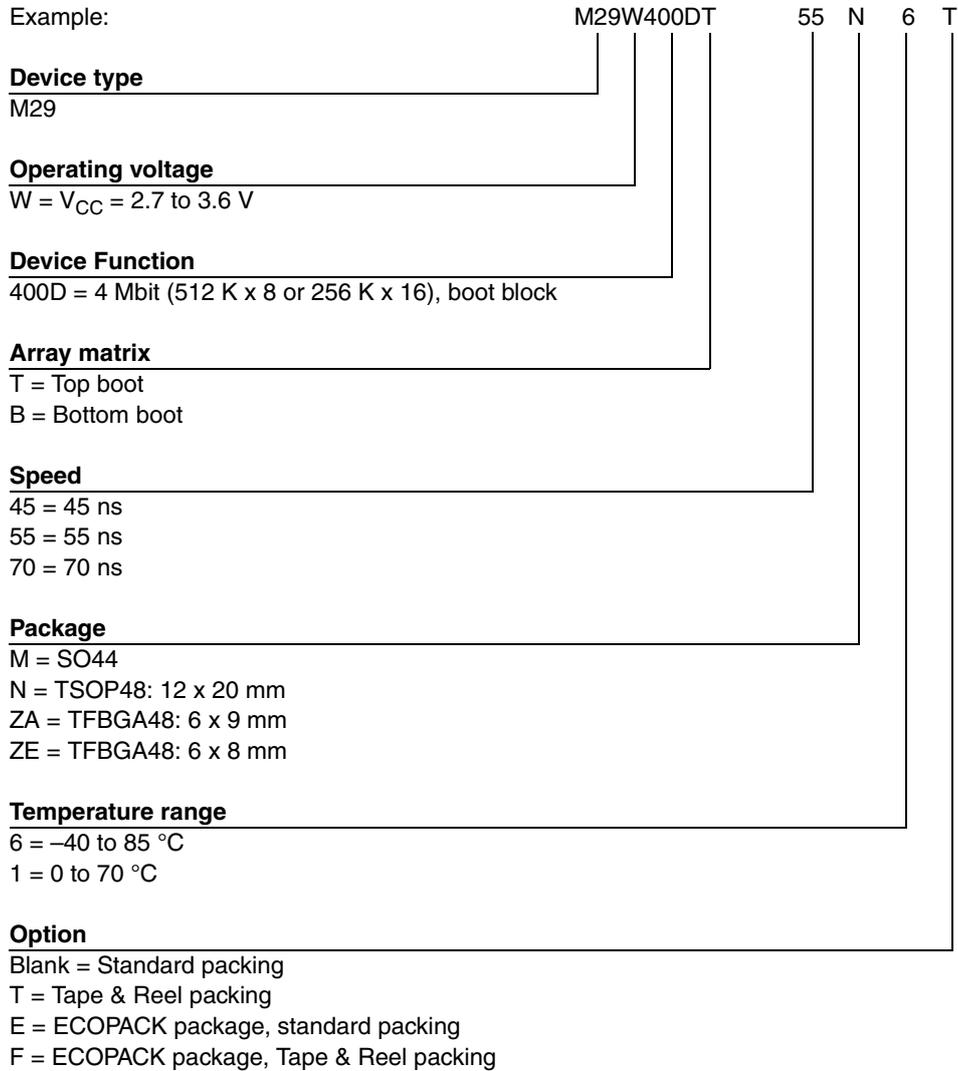 Example: M29W400DT 55 N 6 T
Device type
M29
Operating voltage
W = VCC = 2.7 to 3.6 V
Device Function
400D = 4 Mbit (512 K x 8 or 256 K x 16), boot block
Array matrix
T = Top boot
B = Bottom boot
Speed
45 = 45 ns
55 = 55 ns
70 = 70 ns
Package
M = SO44
N = TSOP48: 12 x 20 mm
ZA = TFBGA48: 6 x 9 mm
ZE = TFBGA48: 6 x 8 mm
Temperature range
6 = –40 to 85 °C
1 = 0 to 70 °C
Option
Blank = Standard packing
T = Tape & Reel packing
E = ECOPACK package, standard packing
F = ECOPACK package, Tape & Reel packing